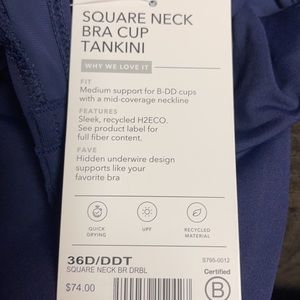 SQUARE NECK
BRA CUP
TANKINI
WHY WE LOVE IT
FIT
Medium support for B-DD cups
with a mid-coverage neckline
FEATURES
Sleek, recycled H2ECO.
See product label for
full fiber content.
FAVE
Hidden underwire design
supports like your
favorite bra
QUICK
DRYING
UPF
RECYCLED
MATERIAL
36D/DDT
S795-0012
SQUARE NECK BR DRBL
$74.00
Certified
B